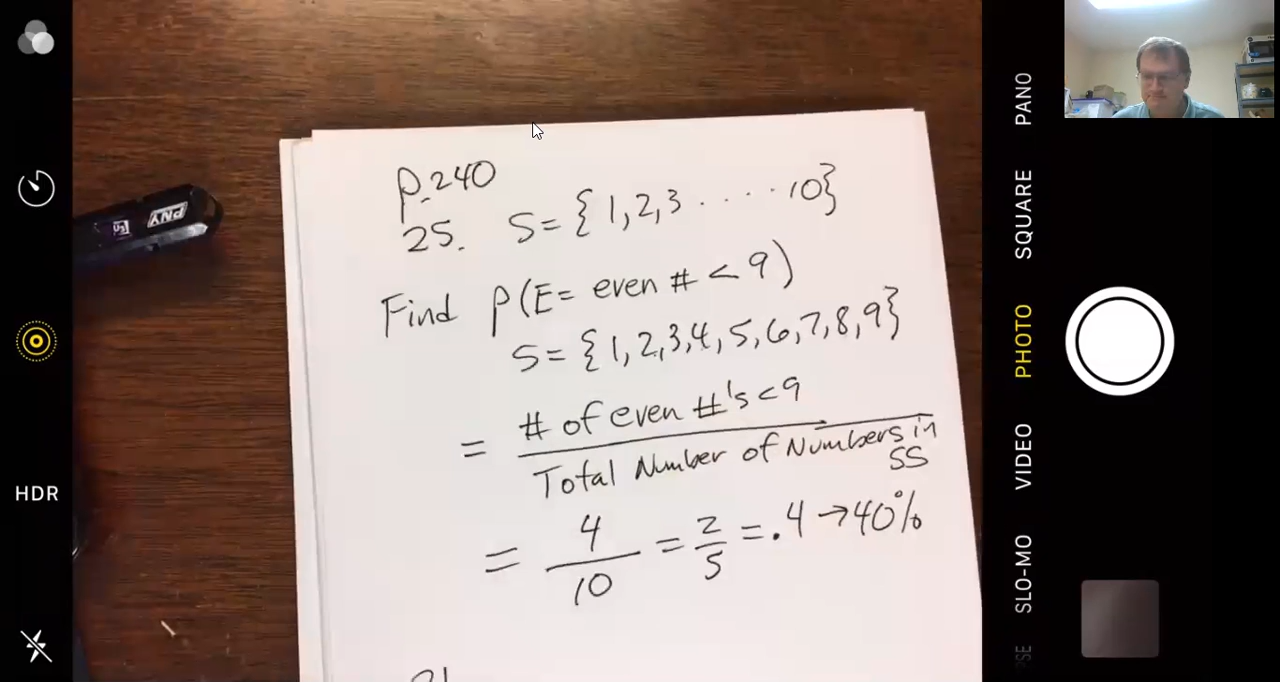 P.240
25. S = { 1, 2, 3 . . . . . 10}
Find P(E = even # < 9)
S = { 1, 2, 3, 4, 5, 6, 7, 8, 9}
= # of even #'s < 9
Total Number of Numbers in
SS
= 4/10 = 2/5 = .4 → 40%
PNY
HDR
PANO
SQUARE
PHOTO
VIDEO
SLO-MO